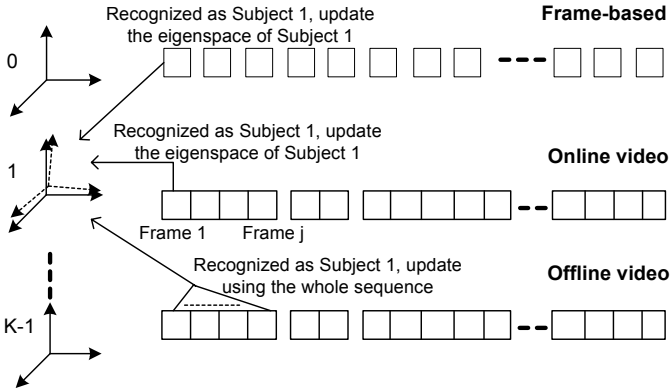 Recognized as Subject 1, update
the eigenspace of Subject 1
Frame-based
0
Recognized as Subject 1, update
the eigenspace of Subject 1
Online video
1
Frame 1
Frame j
Recognized as Subject 1, update
using the whole sequence
Offline video
K-1